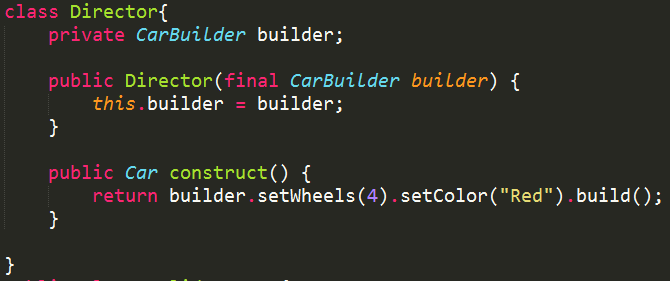 class Director{
    private CarBuilder builder;
    public Director(final CarBuilder builder) {
        this.builder = builder;
    }
    public Car construct() {
        return builder.setWheels(4).setColor("Red").build();
    }
}